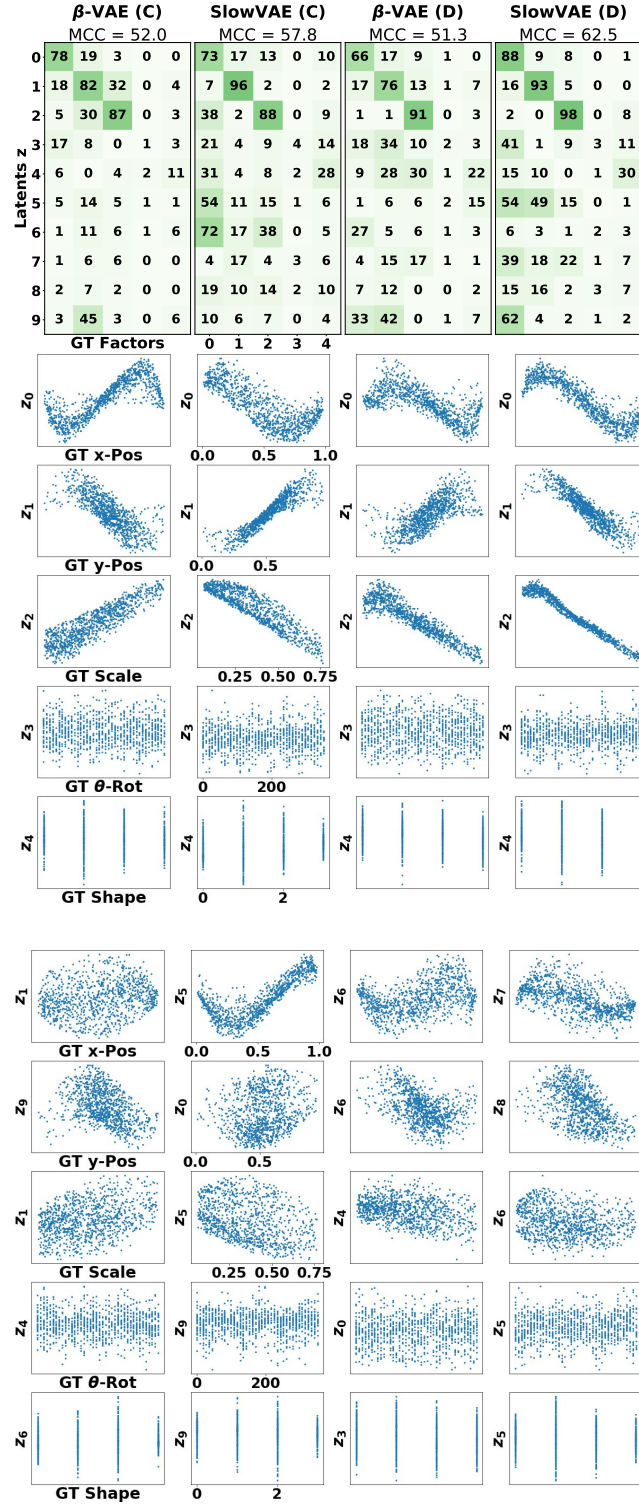 β-VAE (C) SlowVAE (C) β-VAE (D) SlowVAE (D)
MCC = 52.0 MCC = 57.8 MCC = 51.3 MCC = 62.5
Latents z
0 78 19 3 0 0 73 17 13 0 10 66 17 9 1 0 88 9 8 0 1
1 18 82 32 0 4 7 96 2 0 2 17 76 13 1 7 16 93 5 0 0
2 5 30 87 0 3 38 2 88 0 9 1 1 91 0 3 2 0 98 0 8
3 17 8 0 1 3 21 4 9 4 14 18 34 10 2 3 41 1 9 3 11
4 6 0 4 2 11 31 4 8 2 28 9 28 30 1 22 15 10 0 1 30
5 5 14 5 1 1 54 11 15 1 6 1 6 6 2 15 54 49 15 0 1
6 1 11 6 1 6 72 17 38 0 5 27 5 6 1 3 6 3 1 2 3
7 1 6 6 0 0 4 17 4 3 6 4 15 17 1 1 39 18 22 1 7
8 2 7 2 0 0 19 10 14 2 10 7 12 0 0 2 15 16 2 3 7
9 3 45 3 0 6 10 6 7 0 4 33 42 0 1 7 62 4 2 1 2
GT Factors 0 1 2 3 4
z0 z0 z0 z0
GT x-Pos 0.0 0.5 1.0
z1 z1 z1 z1
GT y-Pos 0.0 0.5
z2 z2 z2 z2
GT Scale 0.25 0.50 0.75
z3 z3 z3 z3
GT θ-Rot 0 200
z4 z4 z4 z4
GT Shape 0 2
z1 z5 z6 z7
GT x-Pos 0.0 0.5 1.0
z9 z0 z6 z8
GT y-Pos 0.0 0.5
z1 z5 z4 z6
GT Scale 0.25 0.50 0.75
z4 z9 z0 z5
GT θ-Rot 0 200
z6 z9 z3 z5
GT Shape 0 2